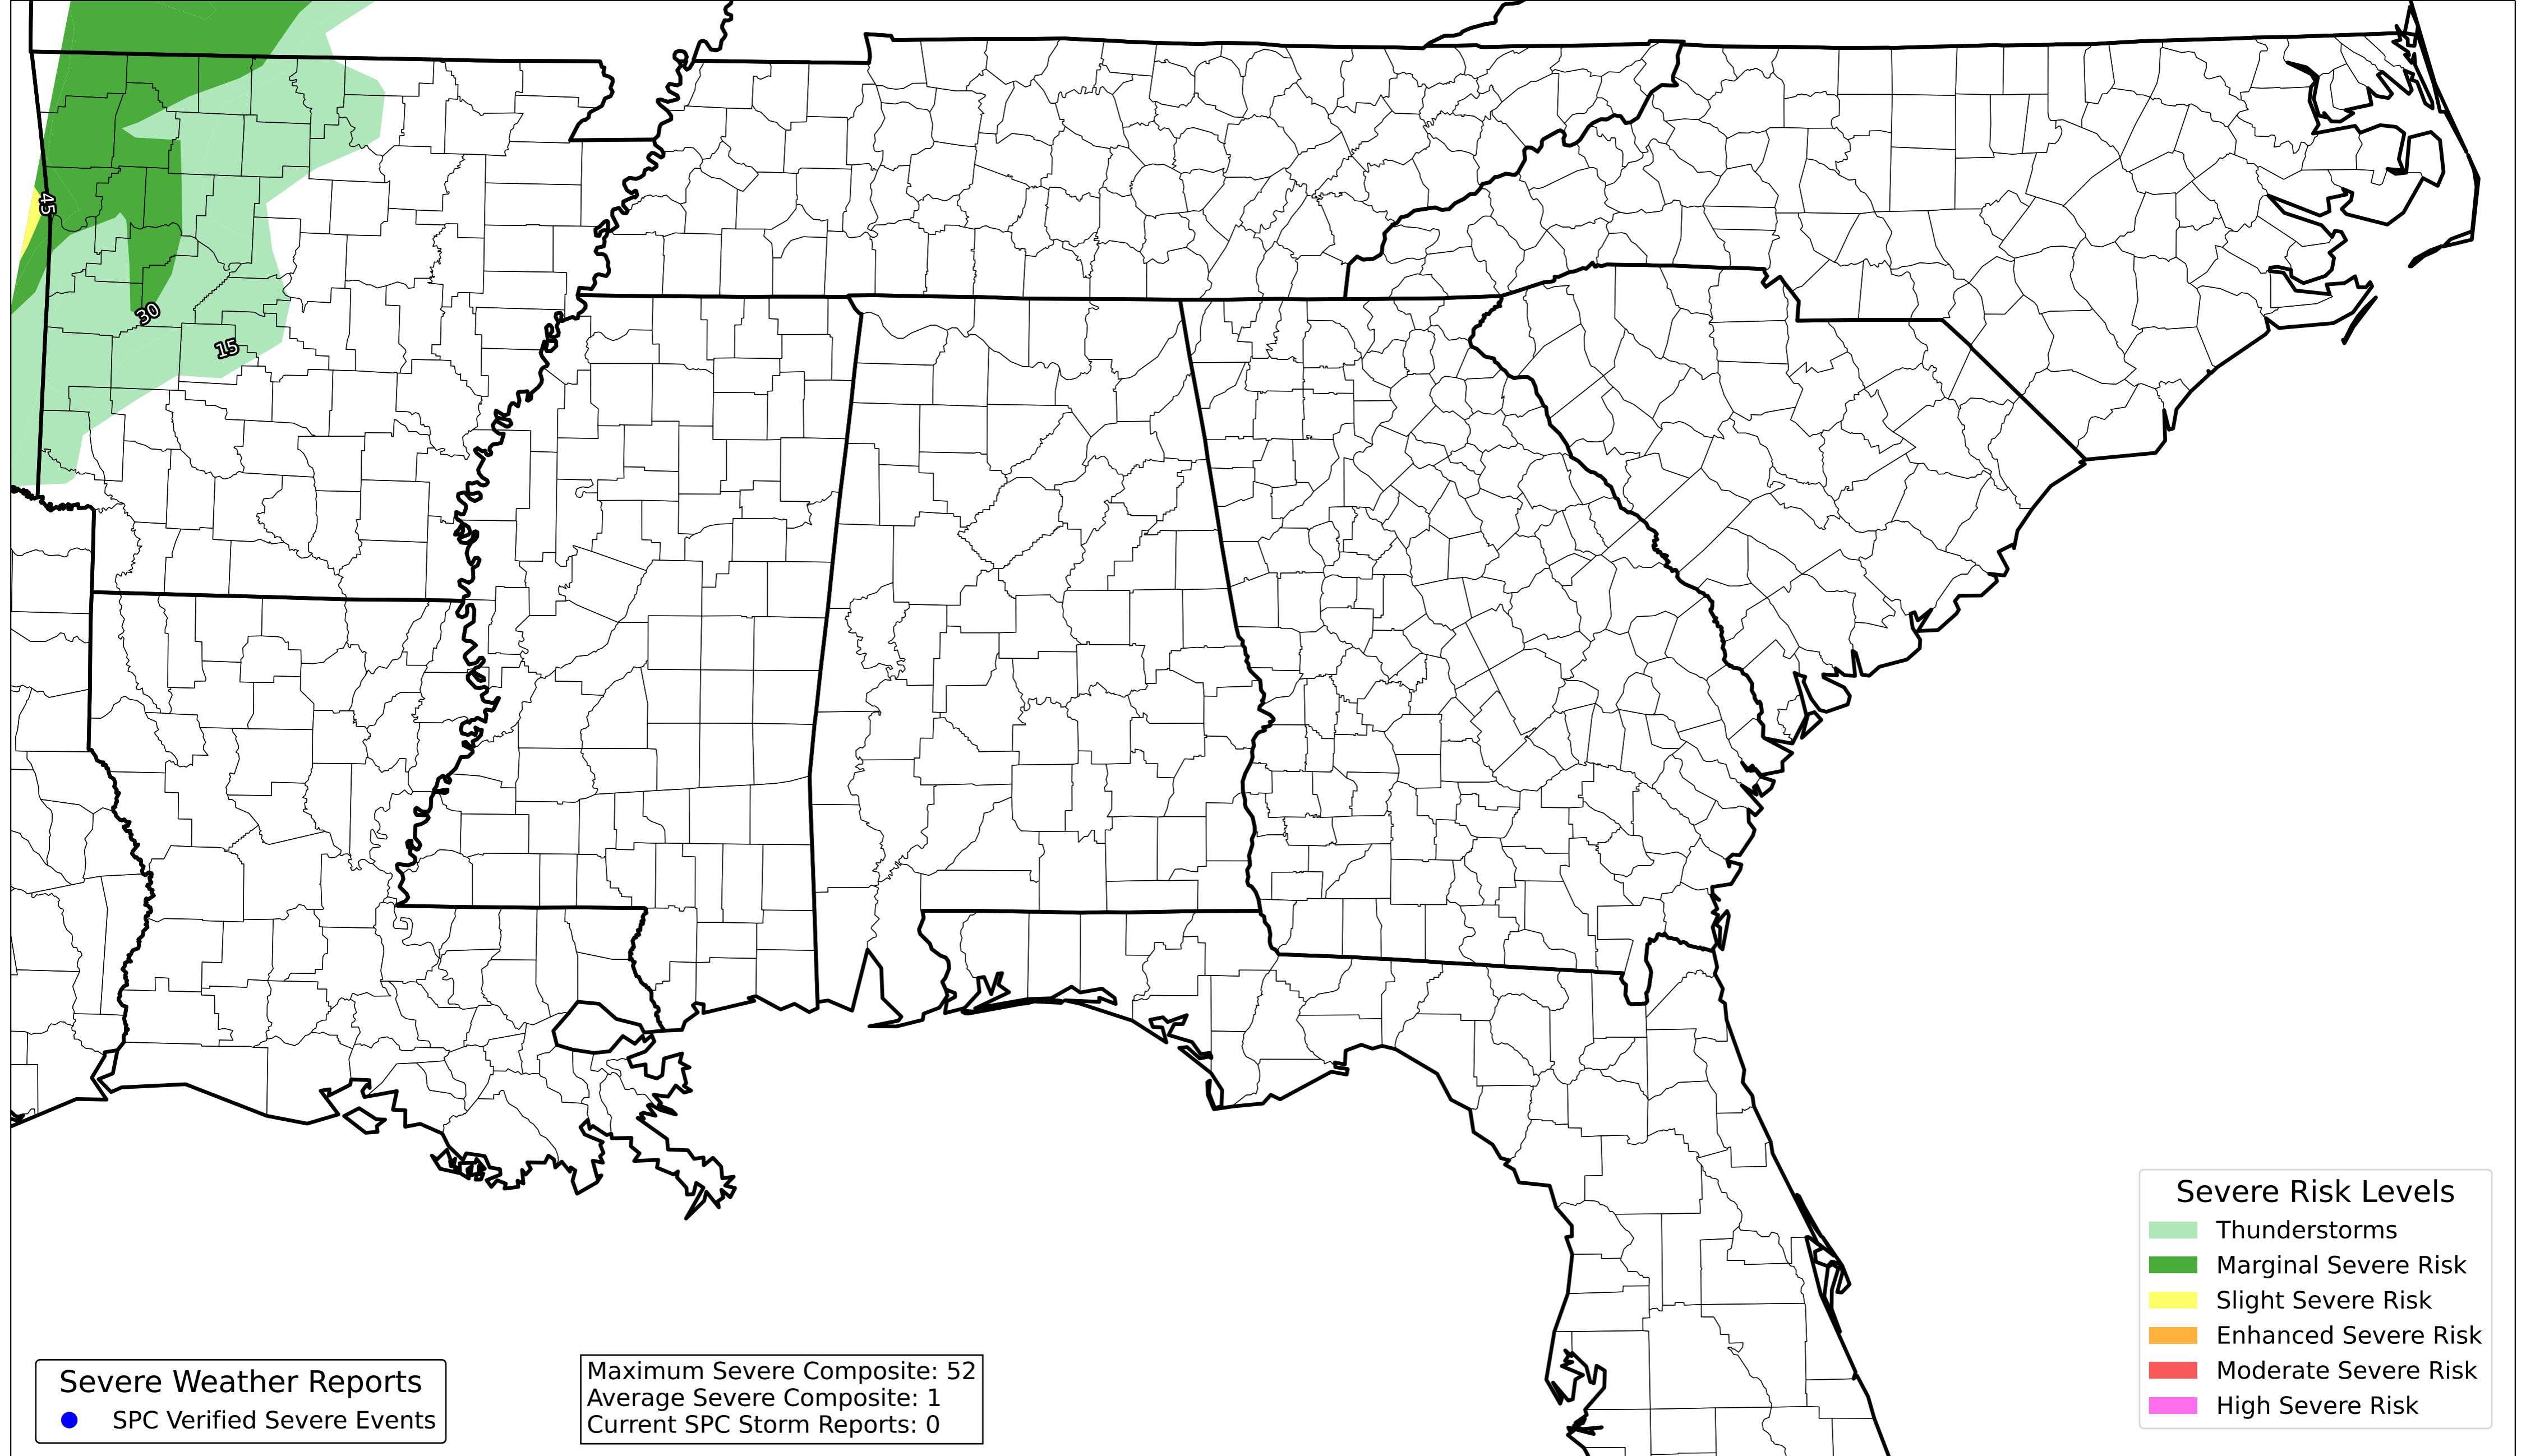 45
30
15
Severe Risk Levels
Thunderstorms
Marginal Severe Risk
Slight Severe Risk
Enhanced Severe Risk
Moderate Severe Risk
High Severe Risk
Severe Weather Reports
SPC Verified Severe Events
Maximum Severe Composite: 52
Average Severe Composite: 1
Current SPC Storm Reports: 0